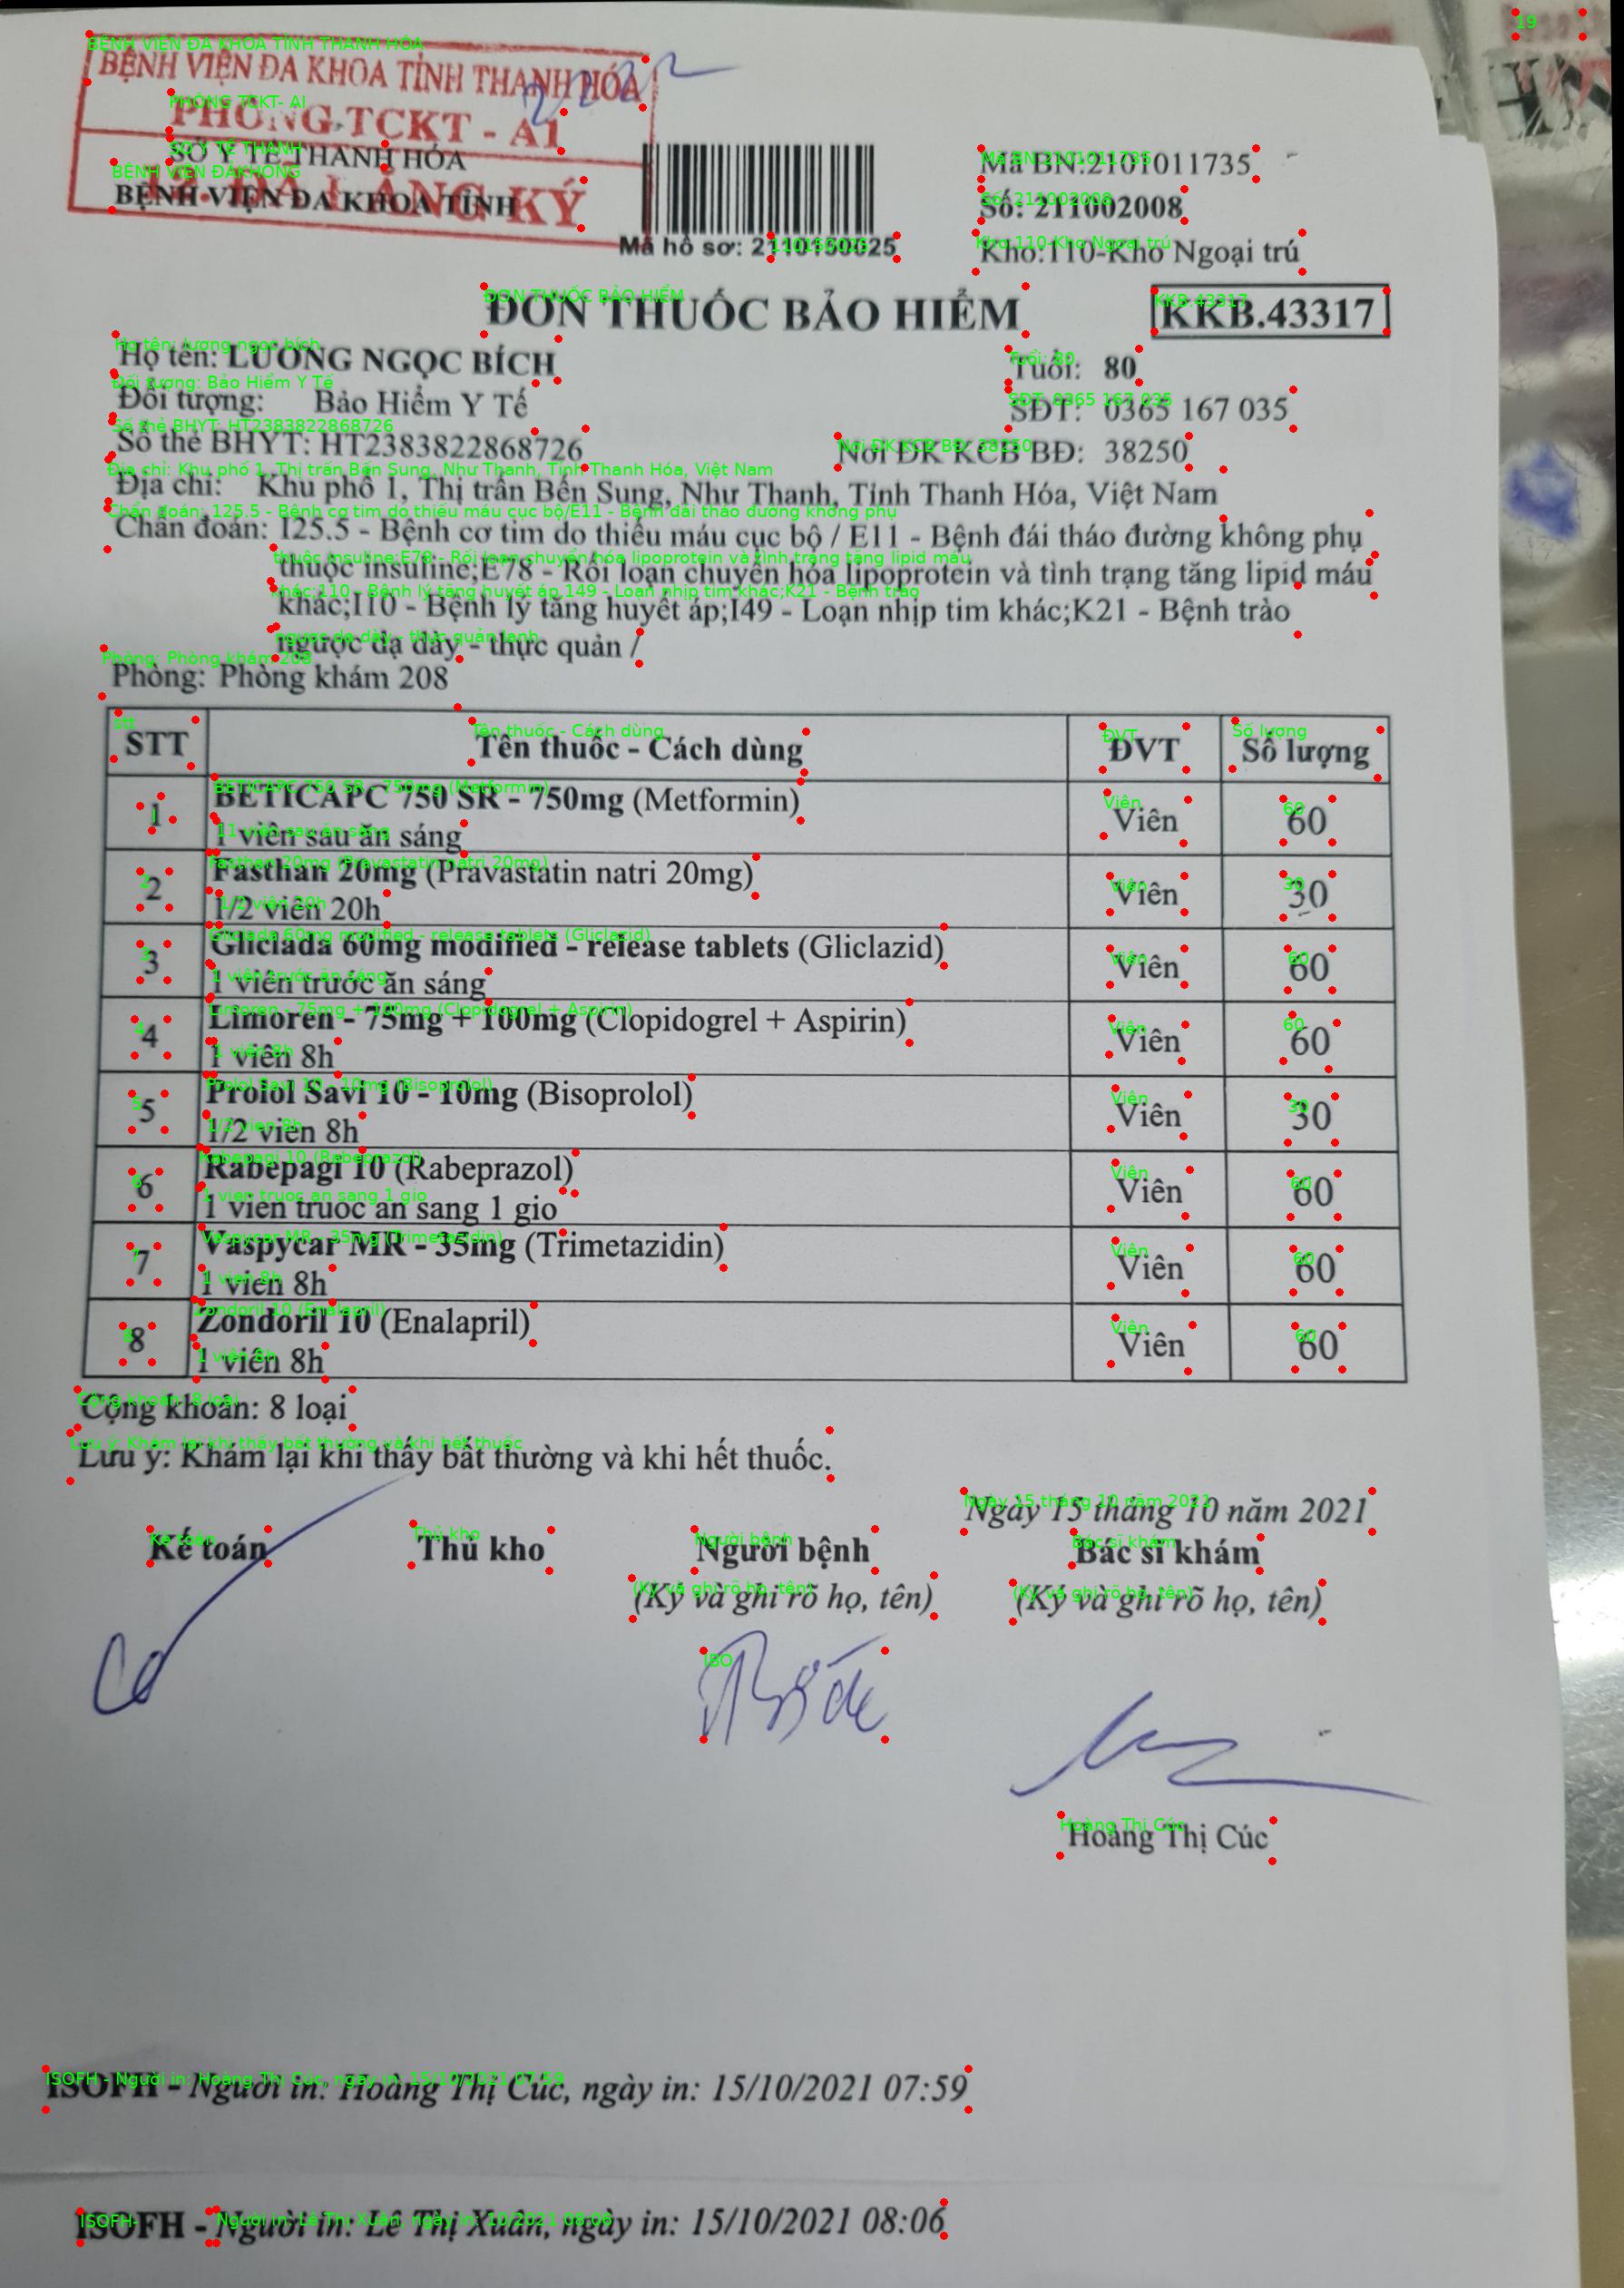 BỆNH VIỆN ĐA KHOA TỈNH THANH HÓA
PHÒNG TCKT - A1
SỞ Y TẾ THANH HÓA
BỆNH VIỆN ĐA KHOA TỈNH
KÝ
Mã hồ sơ: 2110150025
Mã BN:2101011735
Số: 211002008
Kho:110-Kho Ngoại trú
ĐƠN THUỐC BẢO HIỂM
KKB.43317
Họ tên: LƯƠNG NGỌC BÍCH Tuổi: 80
Đối tượng: Bảo Hiểm Y Tế SĐT: 0365 167 035
Số thẻ BHYT: HT2383822868726 Nơi ĐK KCB BĐ: 38250
Địa chỉ: Khu phố 1, Thị trấn Bến Sung, Như Thanh, Tỉnh Thanh Hóa, Việt Nam
Chẩn đoán: I25.5 - Bệnh cơ tim do thiếu máu cục bộ / E11 - Bệnh đái tháo đường không phụ
thuộc insuline;E78 - Rối loạn chuyển hóa lipoprotein và tình trạng tăng lipid máu
khác;I10 - Bệnh lý tăng huyết áp;I49 - Loạn nhịp tim khác;K21 - Bệnh trào
ngược dạ dày - thực quản /
Phòng: Phòng khám 208
STT Tên thuốc - Cách dùng ĐVT Số lượng
1 BETICAPC 750 SR - 750mg (Metformin) Viên 60
1 viên sau ăn sáng
2 Fasthan 20mg (Pravastatin natri 20mg) Viên 30
1/2 viên 20h
3 Gliclada 60mg modified - release tablets (Gliclazid) Viên 60
1 viên trước ăn sáng
4 Limoren - 75mg + 100mg (Clopidogrel + Aspirin) Viên 60
1 viên 8h
5 Prolol Savi 10 - 10mg (Bisoprolol) Viên 30
1/2 vien 8h
6 Rabepagi 10 (Rabeprazol) Viên 60
1 vien truoc an sang 1 gio
7 Vaspycar MR - 35mg (Trimetazidin) Viên 60
1 vien 8h
8 Zondoril 10 (Enalapril) Viên 60
1 viên 8h
Cộng khoản: 8 loại
Lưu ý: Khám lại khi thấy bất thường và khi hết thuốc.
Ngày 15 tháng 10 năm 2021
Kế toán Thủ kho Người bệnh Bác sĩ khám
(Ký và ghi rõ họ, tên) (Ký và ghi rõ họ, tên)
Hoàng Thị Cúc
ISOFH - Người in: Hoàng Thị Cúc, ngày in: 15/10/2021 07:59
ISOFH - Người in: Lê Thị Xuân, ngày in: 15/10/2021 08:06